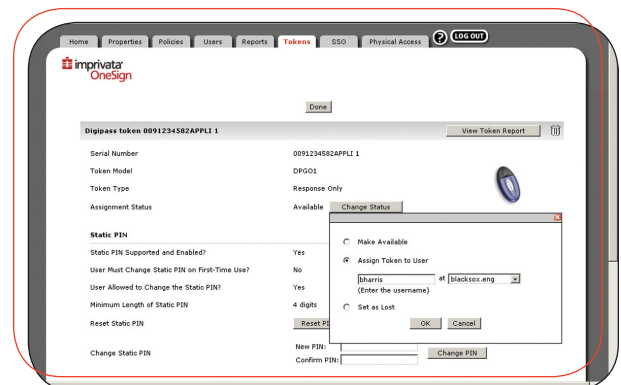 Home Properties Policies Users Reports Tokens SSO Physical Access ? LOG OUT
imprivata
OneSign
Done
Digipass token 0091234582APPLI 1 View Token Report
Serial Number 0091234582APPLI 1
Token Model DPGO1
Token Type Response Only
Assignment Status Available Change Status
Static PIN
Make Available
Static PIN Supported and Enabled? Yes
Assign Token to User
User Must Change Static PIN on First-Time Use? No
bharris at blacksox.eng
User Allowed to Change the Static PIN? Yes
(Enter the username)
Minimum Length of Static PIN 4 digits
Set as Lost
Reset Static PIN Reset PI
OK Cancel
Change Static PIN
New PIN:
Confirm PIN:
Change PIN